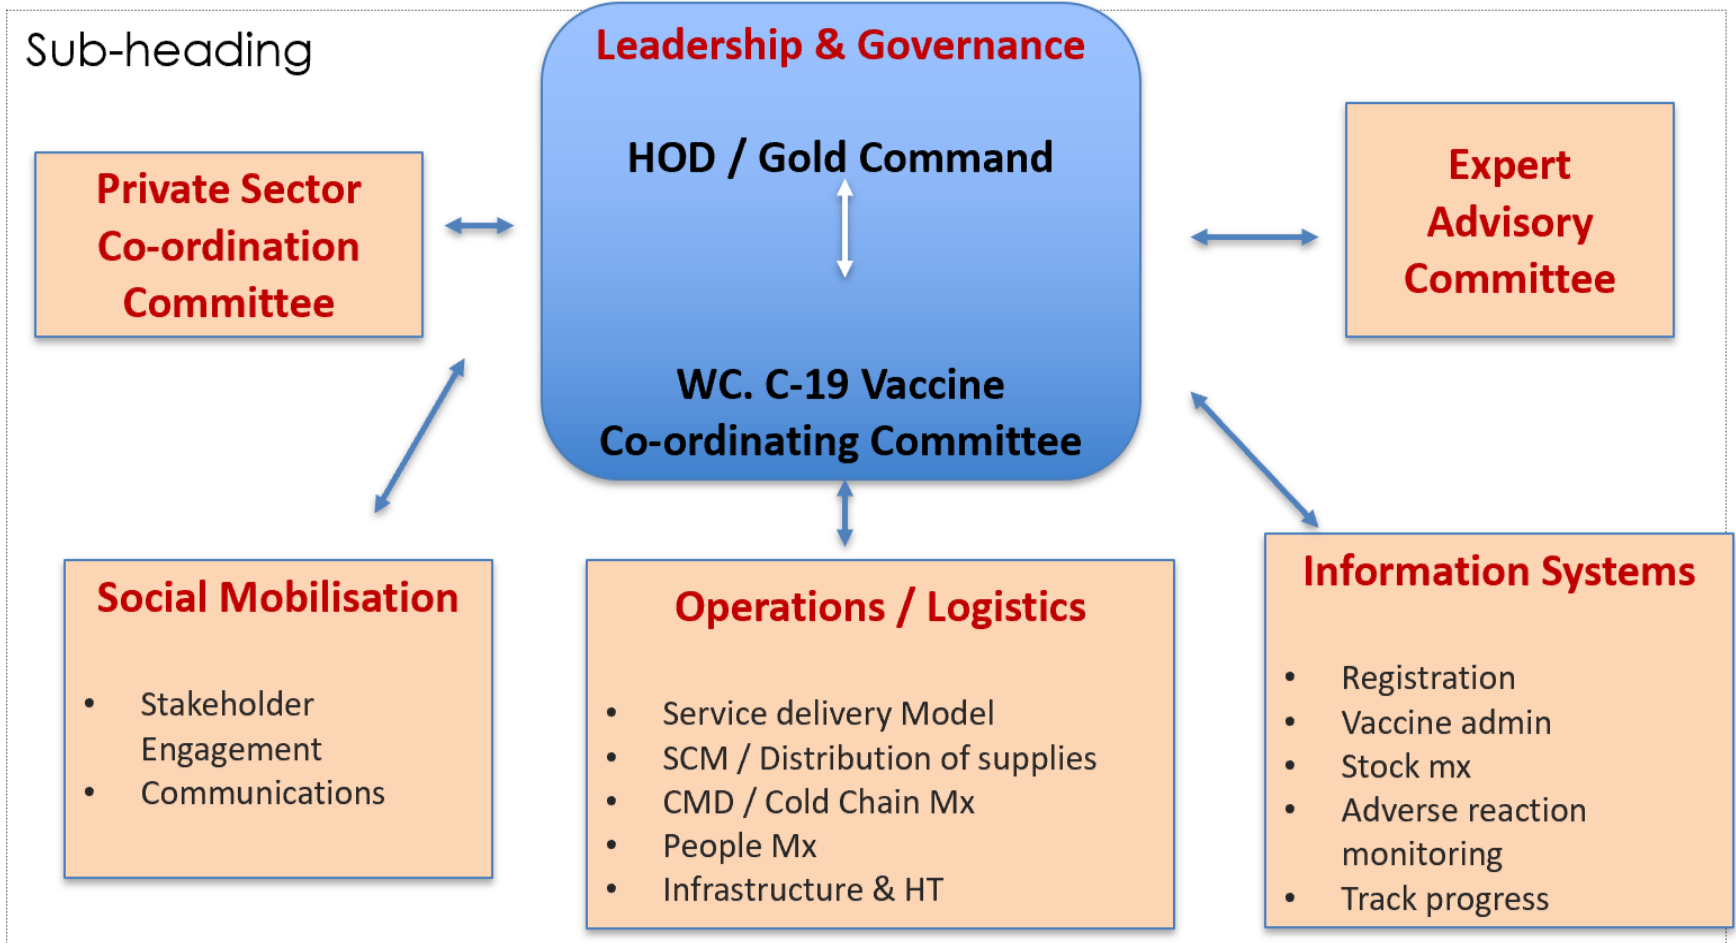 Sub-heading
Leadership & Governance
HOD / Gold Command
WC. C-19 Vaccine
Co-ordinating Committee
Private Sector
Co-ordination
Committee
Expert
Advisory
Committee
Social Mobilisation
• Stakeholder
Engagement
• Communications
Operations / Logistics
• Service delivery Model
• SCM / Distribution of supplies
• CMD / Cold Chain Mx
• People Mx
• Infrastructure & HT
Information Systems
• Registration
• Vaccine admin
• Stock mx
• Adverse reaction
monitoring
• Track progress